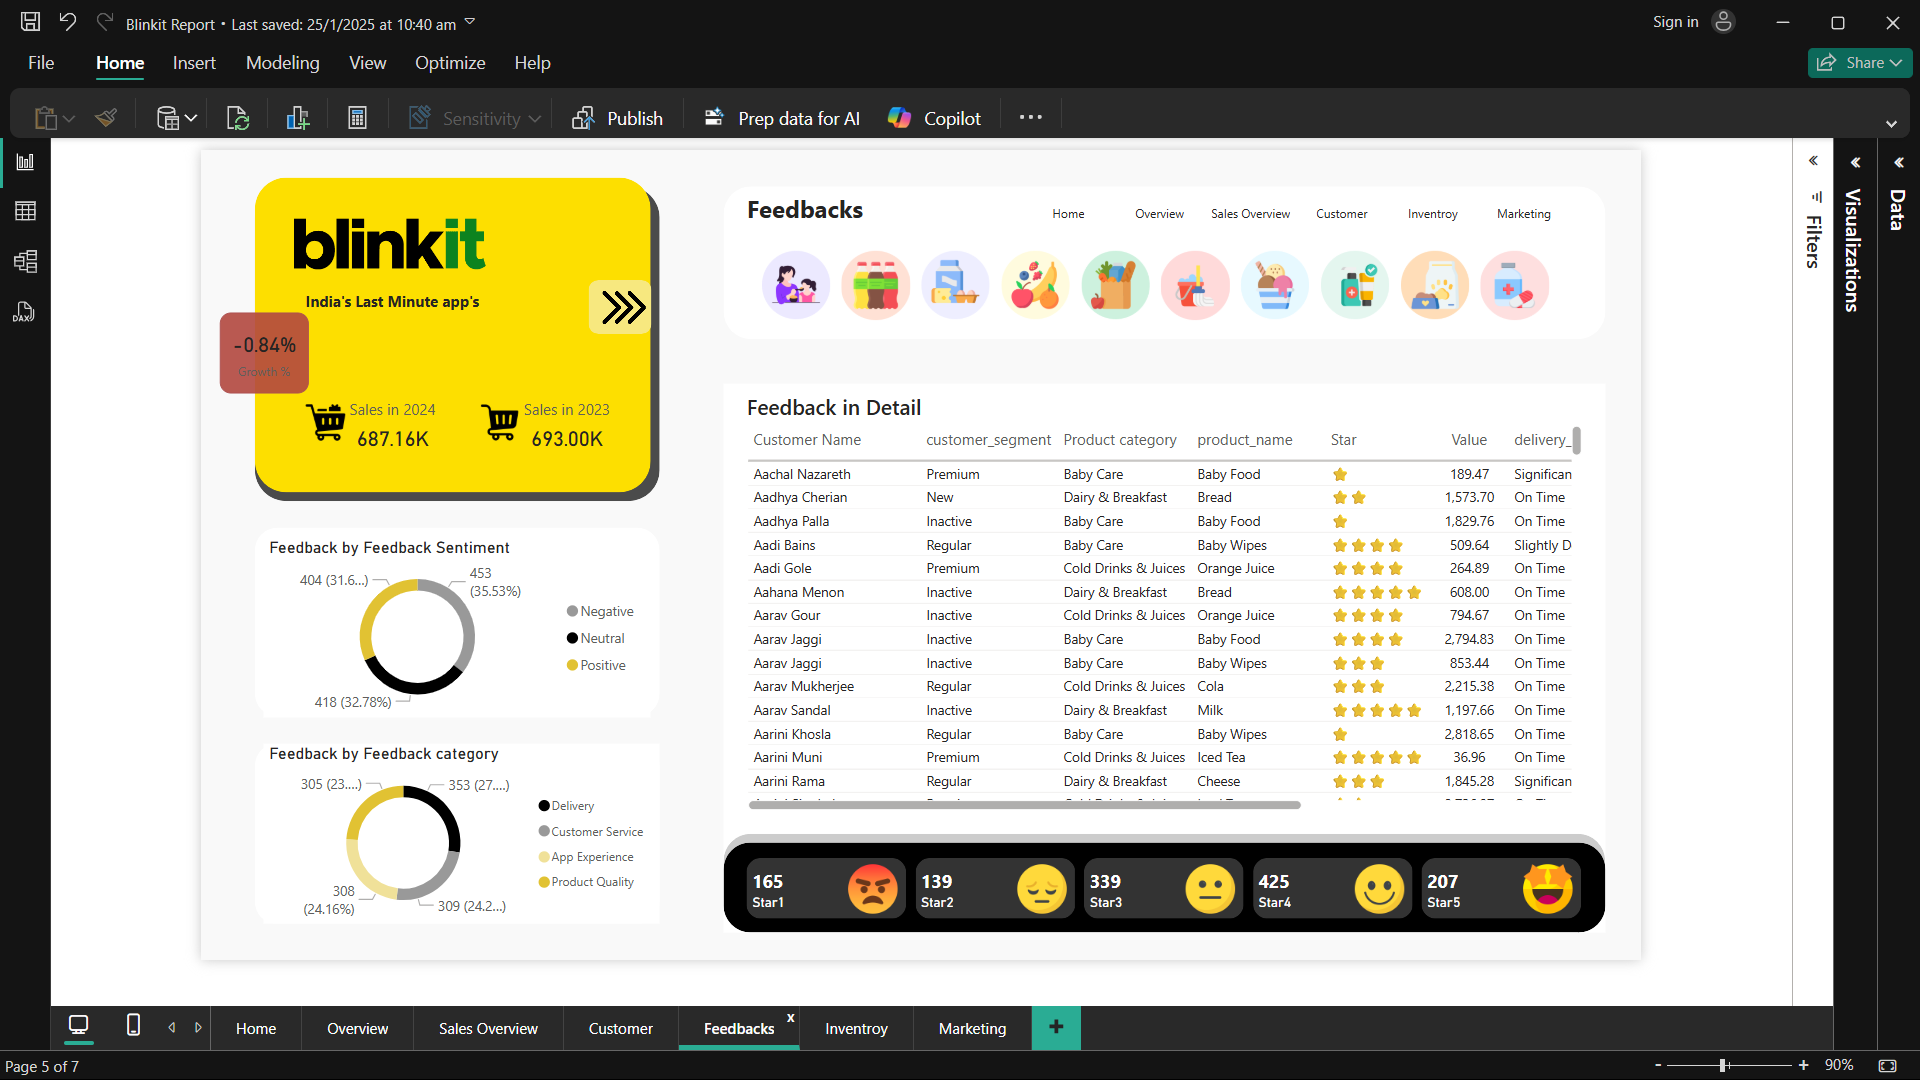 Blinkit Report • Last saved: 25/1/2025 at 10:40 am
Sign in
File Home Insert Modeling View Optimize Help
Share
Sensitivity
Publish
Prep data for AI
Copilot
blinkit
India's Last Minute app's
-0.84%
Growth %
Sales in 2024
687.16K
Sales in 2023
693.00K
Feedbacks
Home Overview Sales Overview Customer Inventroy Marketing
Feedback by Feedback Sentiment
404 (31.6...)
453
(35.53%)
418 (32.78%)
Negative
Neutral
Positive
Feedback by Feedback category
305 (23....)
353 (27....)
308
(24.16%)
309 (24.2...)
Delivery
Customer Service
App Experience
Product Quality
Feedback in Detail
Customer Name customer_segment Product category product_name Star Value delivery_
Aachal Nazareth Premium Baby Care Baby Food 189.47 Significan
Aadhya Cherian New Dairy & Breakfast Bread 1,573.70 On Time
Aadhya Palla Inactive Baby Care Baby Food 1,829.76 On Time
Aadi Bains Regular Baby Care Baby Wipes 509.64 Slightly D
Aadi Gole Premium Cold Drinks & Juices Orange Juice 264.89 On Time
Aahana Menon Inactive Dairy & Breakfast Bread 608.00 On Time
Aarav Gour Inactive Cold Drinks & Juices Orange Juice 794.67 On Time
Aarav Jaggi Inactive Baby Care Baby Food 2,794.83 On Time
Aarav Jaggi Inactive Baby Care Baby Wipes 853.44 On Time
Aarav Mukherjee Regular Cold Drinks & Juices Cola 2,215.38 On Time
Aarav Sandal Inactive Dairy & Breakfast Milk 1,197.66 On Time
Aarini Khosla Regular Baby Care Baby Wipes 2,818.65 On Time
Aarini Muni Premium Cold Drinks & Juices Iced Tea 36.96 On Time
Aarini Rama Regular Dairy & Breakfast Cheese 1,845.28 Significan
165
Star1
139
Star2
339
Star3
425
Star4
207
Star5
Filters
Visualizations
Data
DAX
Home Overview Sales Overview Customer Feedbacks x Inventroy Marketing +
Page 5 of 7
- + 90%